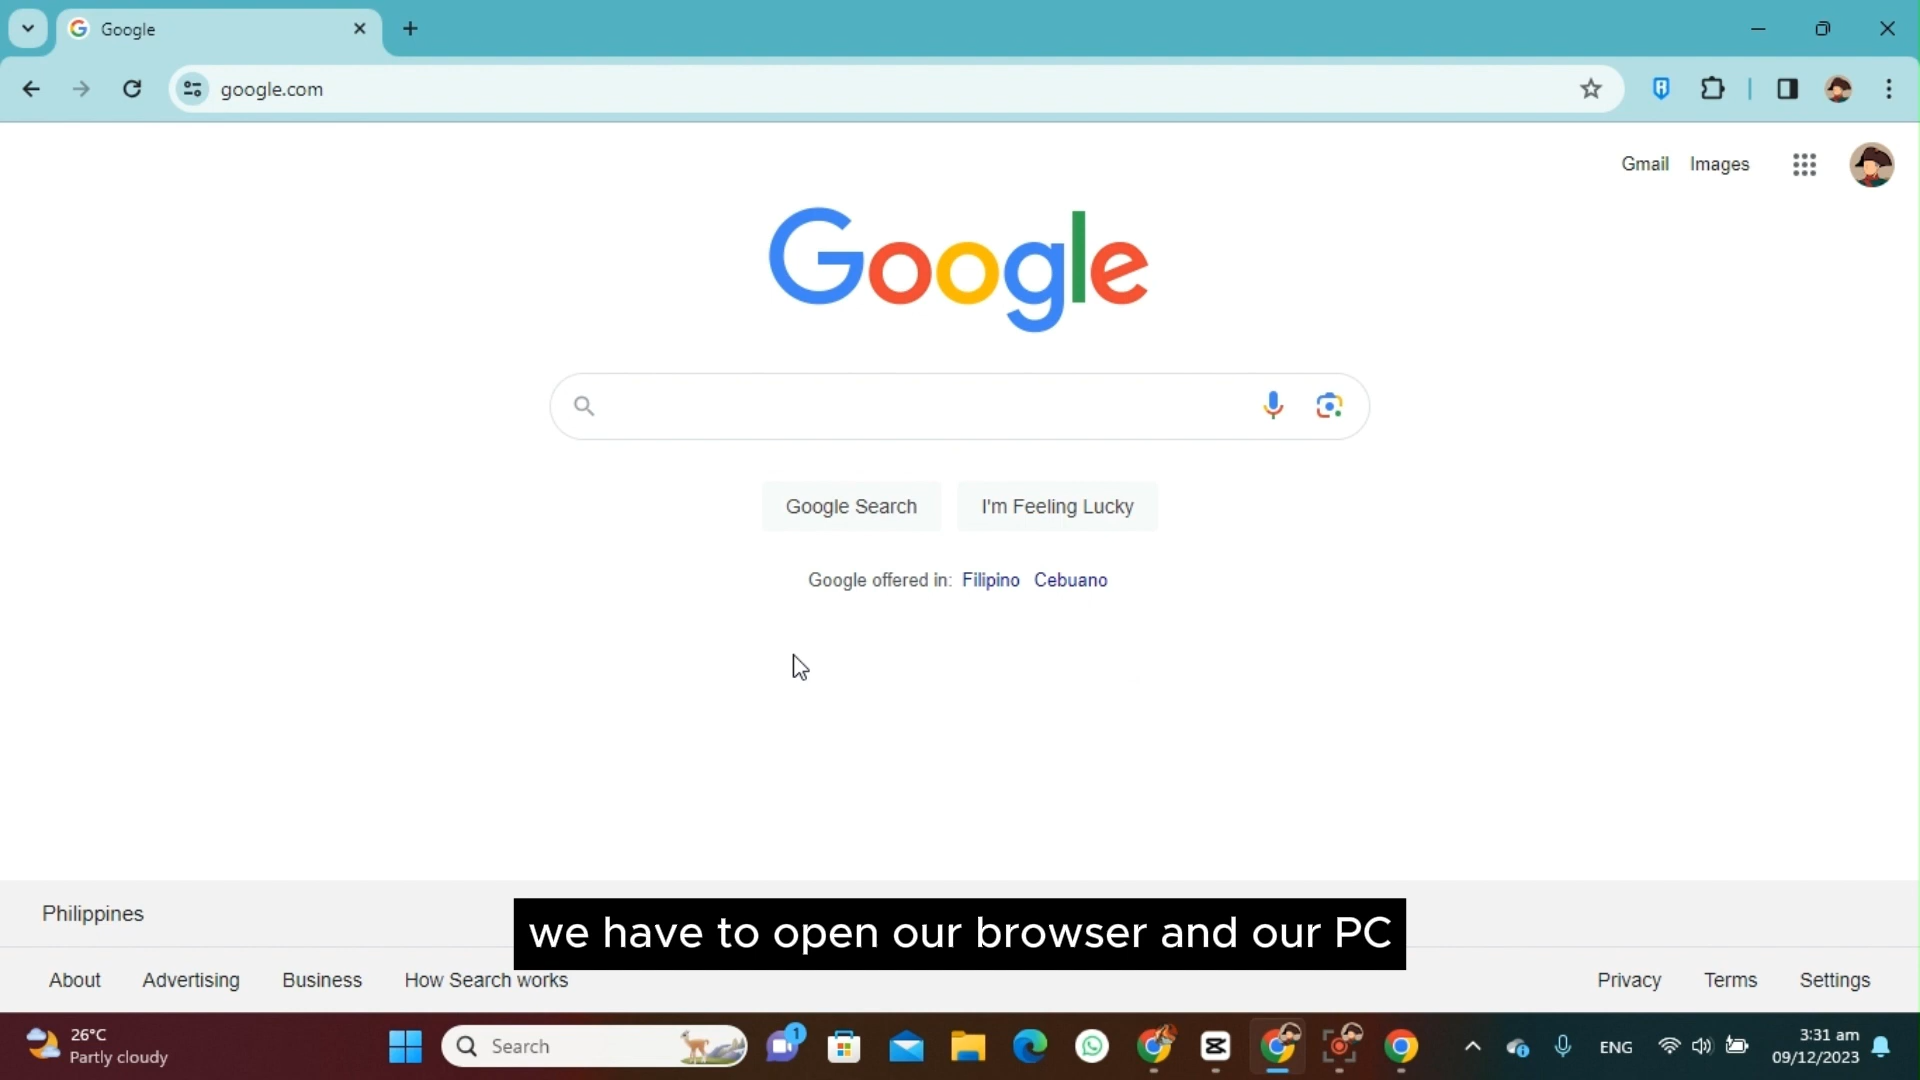 Google
google.com
Gmail Images
Google
Google Search I'm Feeling Lucky
Google offered in: Filipino Cebuano
Philippines
we have to open our browser and our PC
About Advertising Business How Search works Privacy Terms Settings
26°C
Partly cloudy
Search
1
ENG
3:31 am
09/12/2023